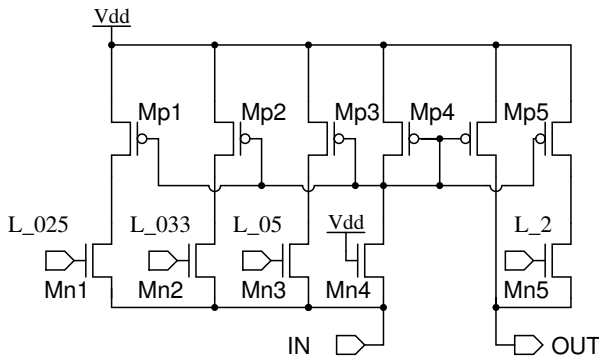 Vdd
Mp1 Mp2 Mp3 Mp4 Mp5
L_025 L_033 L_05 Vdd L_2
Mn1 Mn2 Mn3 Mn4 Mn5
IN OUT